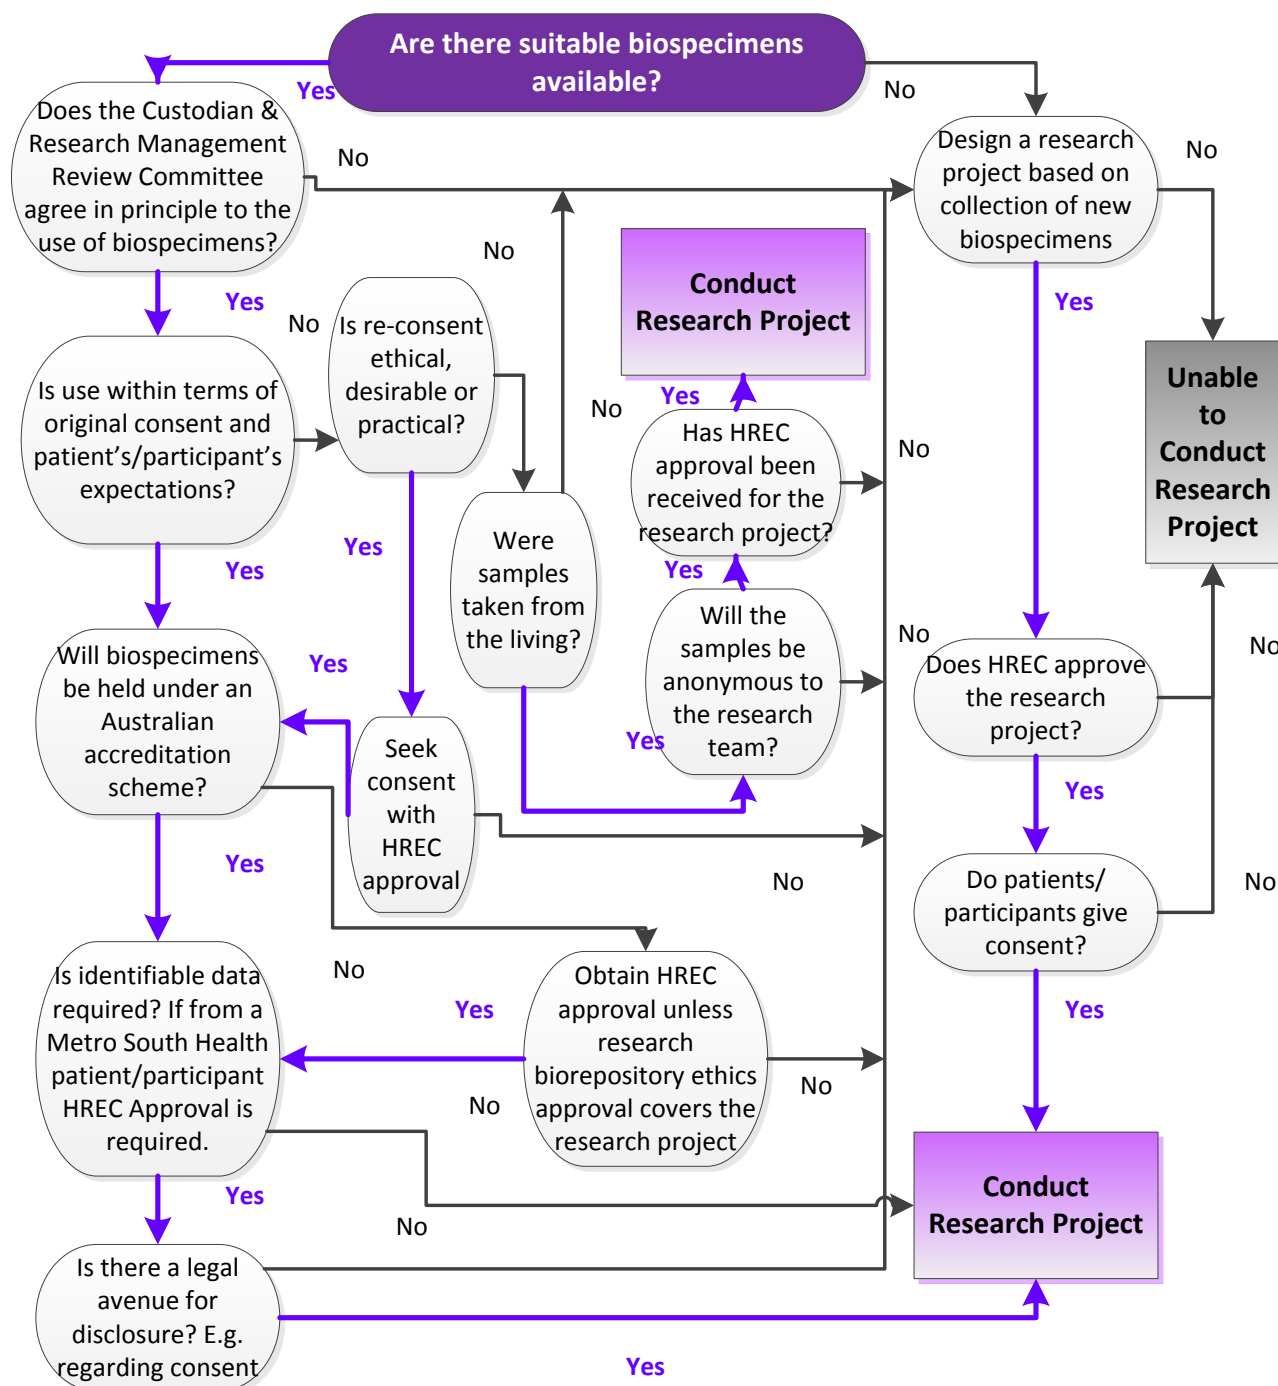 Are there suitable biospecimens
available?
Yes
No
Does the Custodian &
Research Management
Review Committee
agree in principle to the
use of biospecimens?
No
Design a research
project based on
collection of new
biospecimens
No
Yes
No
Is re-consent
ethical,
desirable or
practical?
No
Conduct
Research Project
Yes
Is use within terms of
original consent and
patient's/participant's
expectations?
No
Yes
Has HREC
approval been
received for the
research project?
No
Unable
to
Conduct
Research
Project
Yes
Yes
Were
samples
taken from
the living?
Yes
Will the
samples be
anonymous to
the research
team?
No
Yes
Will biospecimens
be held under an
Australian
accreditation
scheme?
Yes
Seek
consent
with
HREC
approval
No
Does HREC approve
the research
project?
No
Yes
Yes
No
Do patients/
participants give
consent?
No
Yes
Is identifiable data
required? If from a
Metro South Health
patient/participant
HREC Approval is
required.
No
Yes
No
Obtain HREC
approval unless
research
biorepository ethics
approval covers the
research project
No
Yes
No
Conduct
Research Project
Is there a legal
avenue for
disclosure? E.g.
regarding consent
Yes